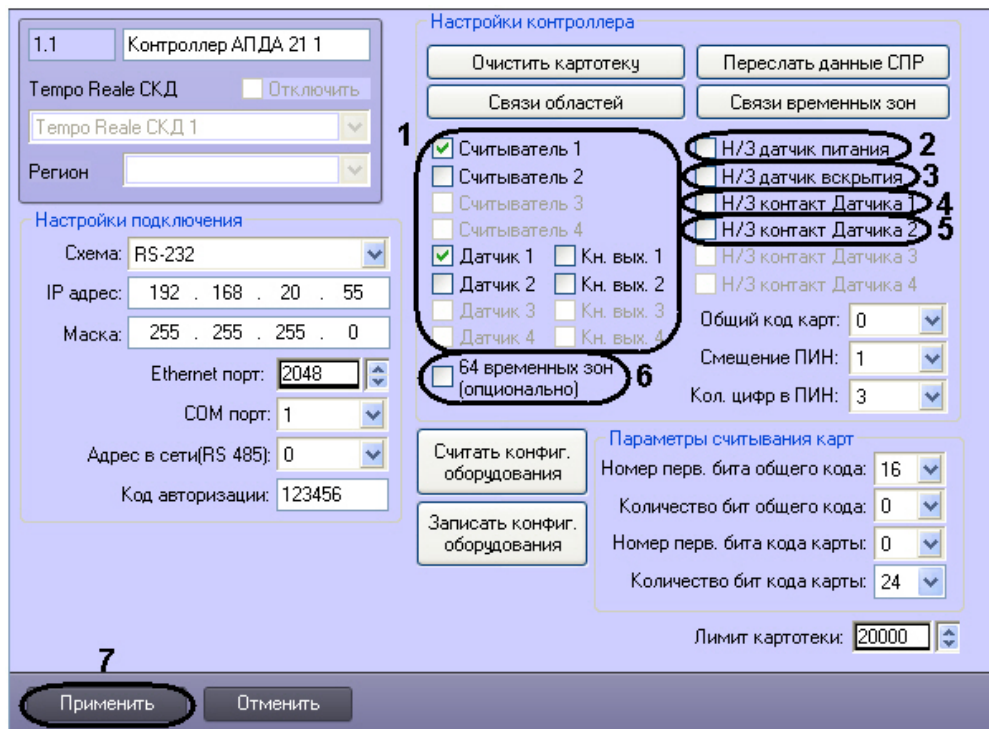 1.1 Контроллер АПДА 21 1
Tempo Reale СКД Отключить
Tempo Reale СКД 1
Регион
Настройки подключения
Схема: RS-232
IP адрес: 192 . 168 . 20 . 55
Маска: 255 . 255 . 255 . 0
Ethernet порт: 2048
COM порт: 1
Адрес в сети(RS 485): 0
Код авторизации: 123456
Настройки контроллера
Очистить картотеку Переслать данные СПР
Связи областей Связи временных зон
1
Считыватель 1
Считыватель 2
Считыватель 3
Считыватель 4
Датчик 1 Кн. вых. 1
Датчик 2 Кн. вых. 2
Датчик 3 Кн. вых. 3
Датчик 4 Кн. вых. 4
64 временных зон
(опционально) 6
Н/З датчик питания 2
Н/З датчик вскрытия 3
Н/З контакт Датчика 1 4
Н/З контакт Датчика 2 5
Н/З контакт Датчика 3
Н/З контакт Датчика 4
Общий код карт: 0
Смещение ПИН: 1
Кол. цифр в ПИН: 3
Считать конфиг.
оборудования
Записать конфиг.
оборудования
Параметры считывания карт
Номер перв. бита общего кода: 16
Количество бит общего кода: 0
Номер перв. бита кода карты: 0
Количество бит кода карты: 24
Лимит картотеки: 20000
7
Применить Отменить